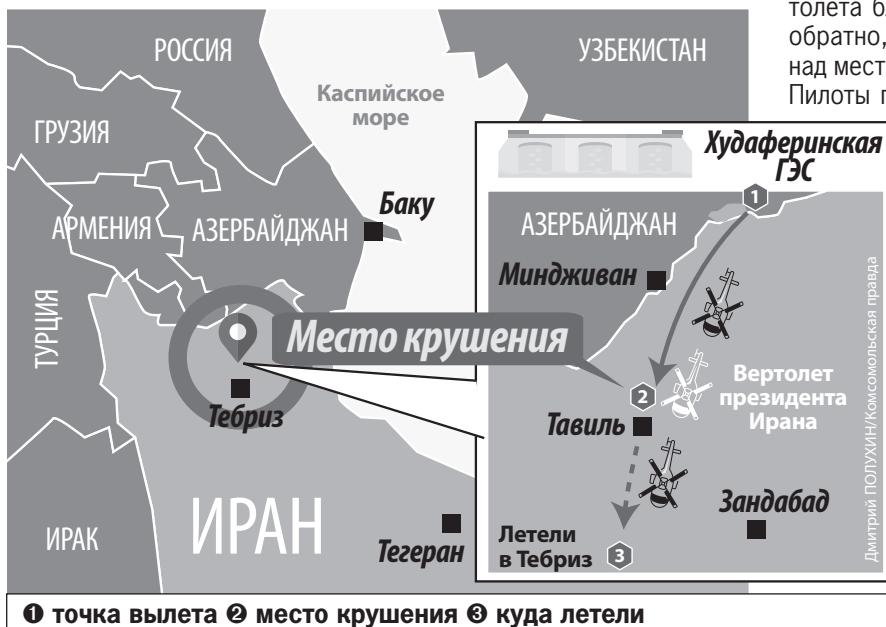 толета бл
обратно,
над мест
Пилоты п
РОССИЯ
УЗБЕКИСТАН
Каспийское
море
ГРУЗИЯ
АРМЕНИЯ
АЗЕРБАЙДЖАН
Баку
ТУРЦИЯ
Место крушения
Тебриз
ИРАН
ИРАК
Тегеран
Худаферинская
ГЭС
1
АЗЕРБАЙДЖАН
Миндживан
2
Вертолет
президента
Ирана
Тавиль
Зандабад
Летели
в Тебриз 3
Дмитрий ПОЛУХИН/Комсомольская правда
❶ точка вылета ❷ место крушения ❸ куда летели